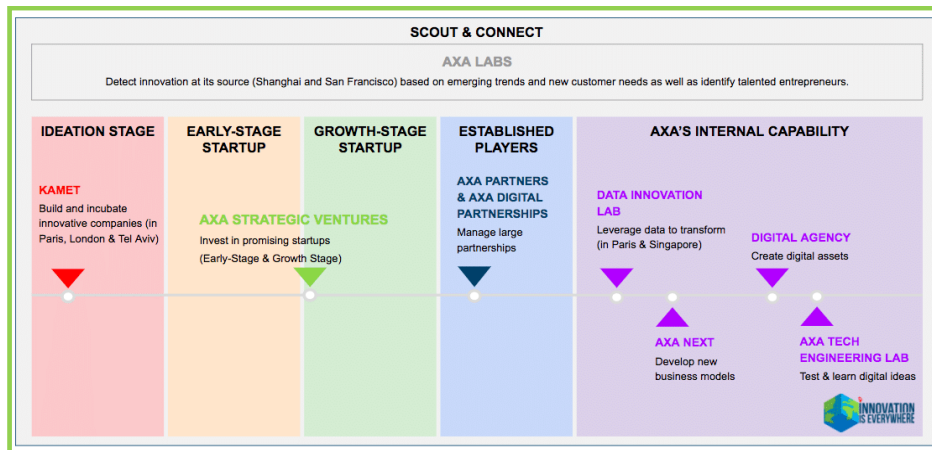 SCOUT & CONNECT
AXA LABS
Detect innovation at its source (Shanghai and San Francisco) based on emerging trends and new customer needs as well as identify talented entrepreneurs.
IDEATION STAGE
KAMET
Build and incubate
innovative companies (in
Paris, London & Tel Aviv)
EARLY-STAGE
STARTUP
GROWTH-STAGE
STARTUP
AXA STRATEGIC VENTURES
Invest in promising startups
(Early-Stage & Growth Stage)
ESTABLISHED
PLAYERS
AXA PARTNERS
& AXA DIGITAL
PARTNERSHIPS
Manage large
partnerships
AXA'S INTERNAL CAPABILITY
DATA INNOVATION
LAB
Leverage data to transform
(in Paris & Singapore)
DIGITAL AGENCY
Create digital assets
AXA NEXT
Develop new
business models
AXA TECH
ENGINEERING LAB
Test & learn digital ideas
INNOVATION
IS EVERYWHERE